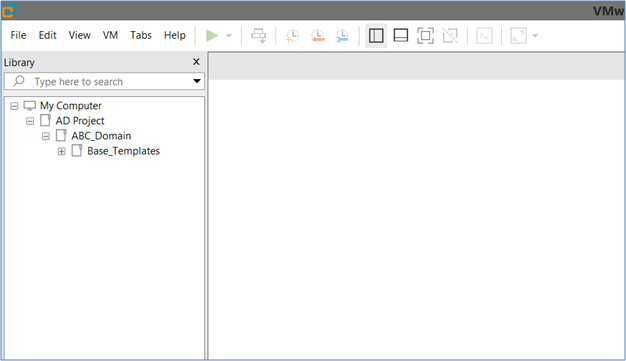 VMw
File Edit View VM Tabs Help
Library
Type here to search
My Computer
AD Project
ABC_Domain
Base_Templates